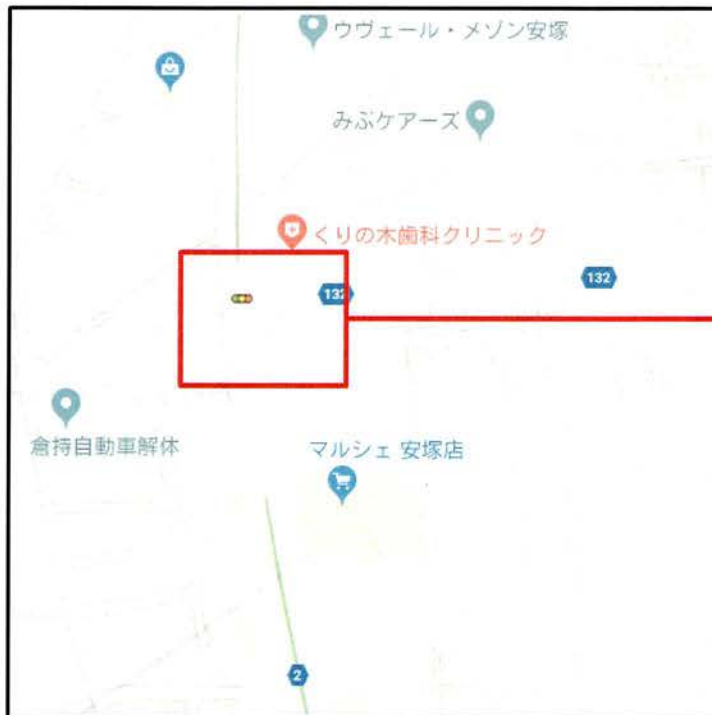 ウヴェール・メゾン安塚
みぶケアーズ
くりの木歯科クリニック
132
132
倉持自動車解体
マルシェ 安塚店
2